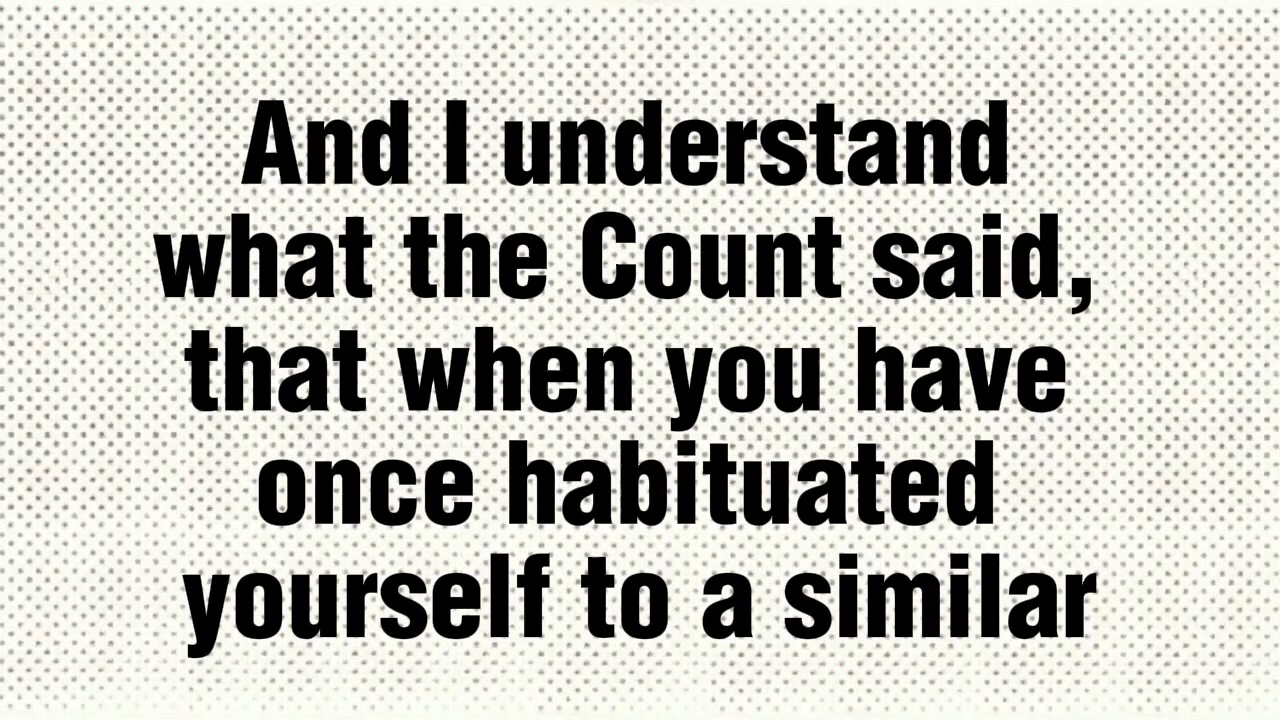 And I understand
what the Count said,
that when you have
once habituated
yourself to a similar